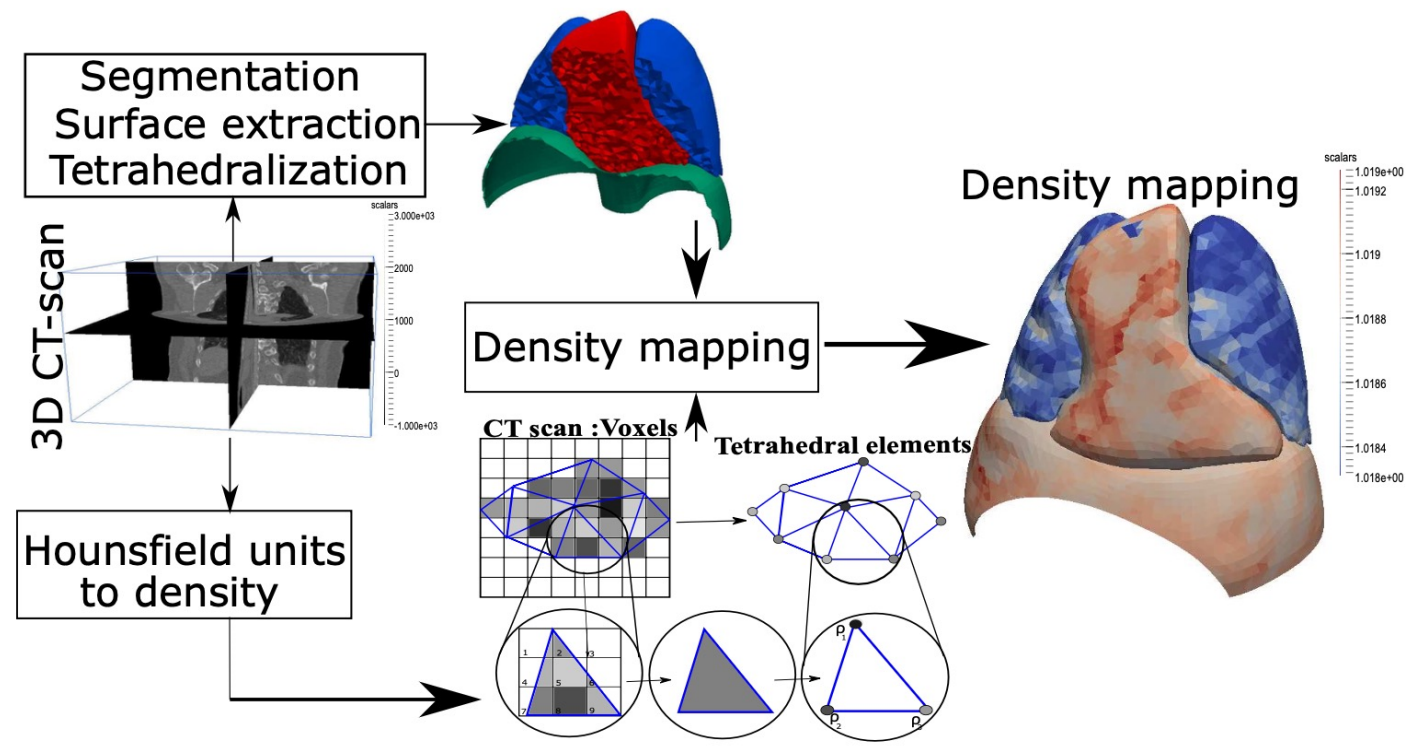 Segmentation
Surface extraction
Tetrahedralization
3D CT-scan
scalars
3.000e+03
2000
1000
0
-1.000e+03
Hounsfield units
to density
Density mapping
CT scan :Voxels
Tetrahedral elements
1 2 3
4 5 6
7 8 9
ρ1
ρ2
Density mapping
scalars
1.019e+00
1.0192
1.019
1.0188
1.0186
1.0184
1.018e+00